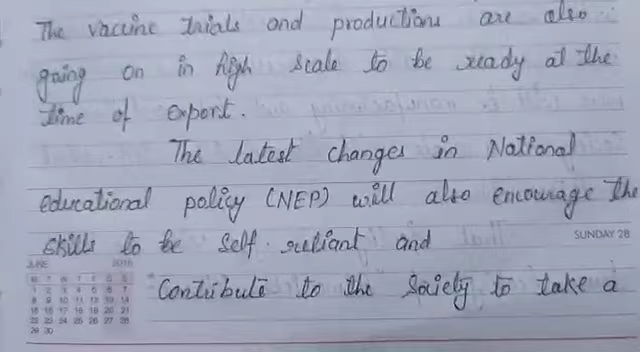 The vaccine trials and productions are also
going on in high scale to be ready at the
time of export.
The latest changes in National
educational policy (NEP) will also encourage the
skills to be self reliant and
SUNDAY 28
JUNE 2015
M T W T F S S
1 2 3 4 5 6 7
8 9 10 11 12 13 14
15 16 17 18 19 20 21
22 23 24 25 26 27 28
29 30
Contribute to the Society to take a